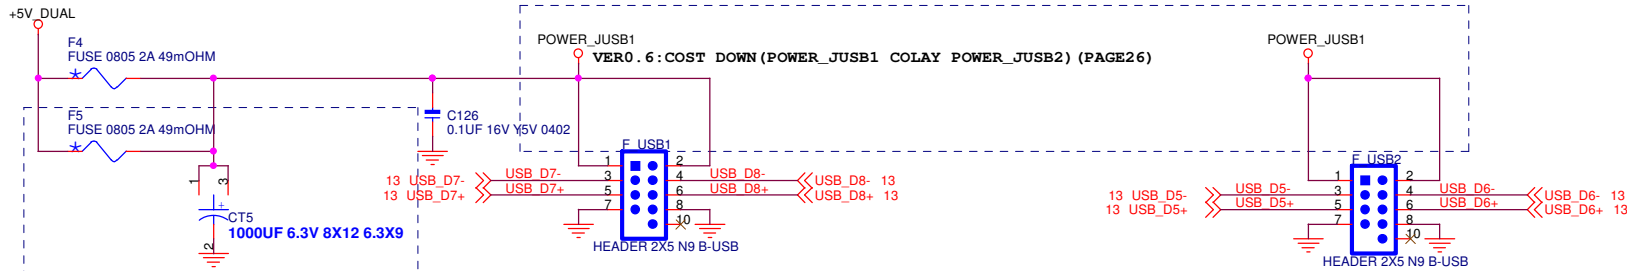 +5V_DUAL
F4
FUSE 0805 2A 49mOHM
F5
FUSE 0805 2A 49mOHM
1
3
+
CT5
1000UF 6.3V 8X12 6.3X9
2
C126
0.1UF 16V Y5V 0402
POWER_JUSB1
VER0.6:COST DOWN(POWER_JUSB1 COLAY POWER_JUSB2)(PAGE26)
F_USB1
1 2
13 USB_D7- USB_D7- 3 4 USB_D8- USB_D8- 13
13 USB_D7+ USB_D7+ 5 6 USB_D8+ USB_D8+ 13
7 8
10
HEADER 2X5 N9 B-USB
POWER_JUSB1
F_USB2
1 2
13 USB_D5- USB_D5- 3 4 USB_D6- USB_D6- 13
13 USB_D5+ USB_D5+ 5 6 USB_D6+ USB_D6+ 13
7 8
10
HEADER 2X5 N9 B-USB